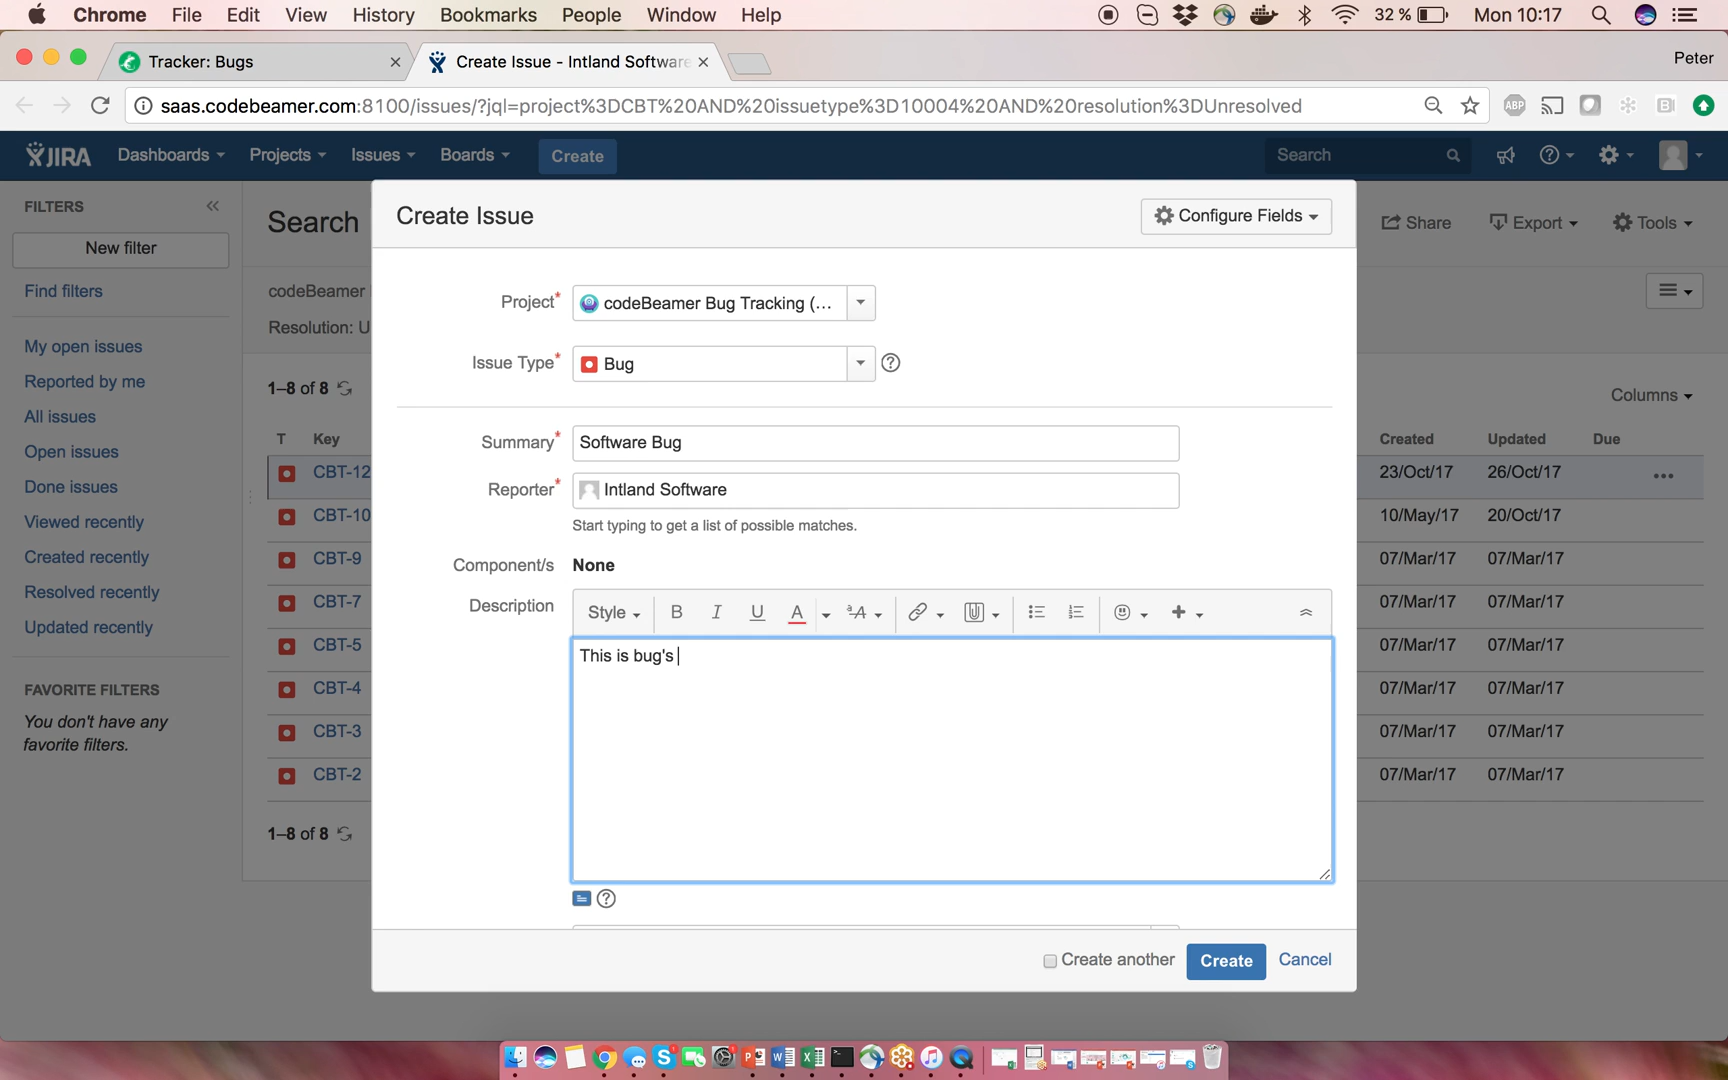 Chrome File Edit View History Bookmarks People Window Help 32 % Mon 10:17
Tracker: Bugs Create Issue - Intland Software Peter
saas.codebeamer.com:8100/issues/?jql=project%3DCBT%20AND%20issuetype%3D10004%20AND%20resolution%3DUnresolved ABP
JIRA Dashboards Projects Issues Boards Create Search
FILTERS
New filter
Find filters
My open issues
Reported by me
All issues
Open issues
Done issues
Viewed recently
Created recently
Resolved recently
Updated recently
FAVORITE FILTERS
You don't have any
favorite filters.
Search
Share Export Tools
codeBeamer
Resolution: U
1–8 of 8
Columns
T Key Created Updated Due
CBT-12 23/Oct/17 26/Oct/17
CBT-10 10/May/17 20/Oct/17
CBT-9 07/Mar/17 07/Mar/17
CBT-7 07/Mar/17 07/Mar/17
CBT-5 07/Mar/17 07/Mar/17
CBT-4 07/Mar/17 07/Mar/17
CBT-3 07/Mar/17 07/Mar/17
CBT-2 07/Mar/17 07/Mar/17
1–8 of 8
Create Issue
Configure Fields
Project* codeBeamer Bug Tracking (...
Issue Type* Bug
Summary* Software Bug
Reporter* Intland Software
Start typing to get a list of possible matches.
Component/s None
Description Style B I U A
This is bug's
Create another Create Cancel